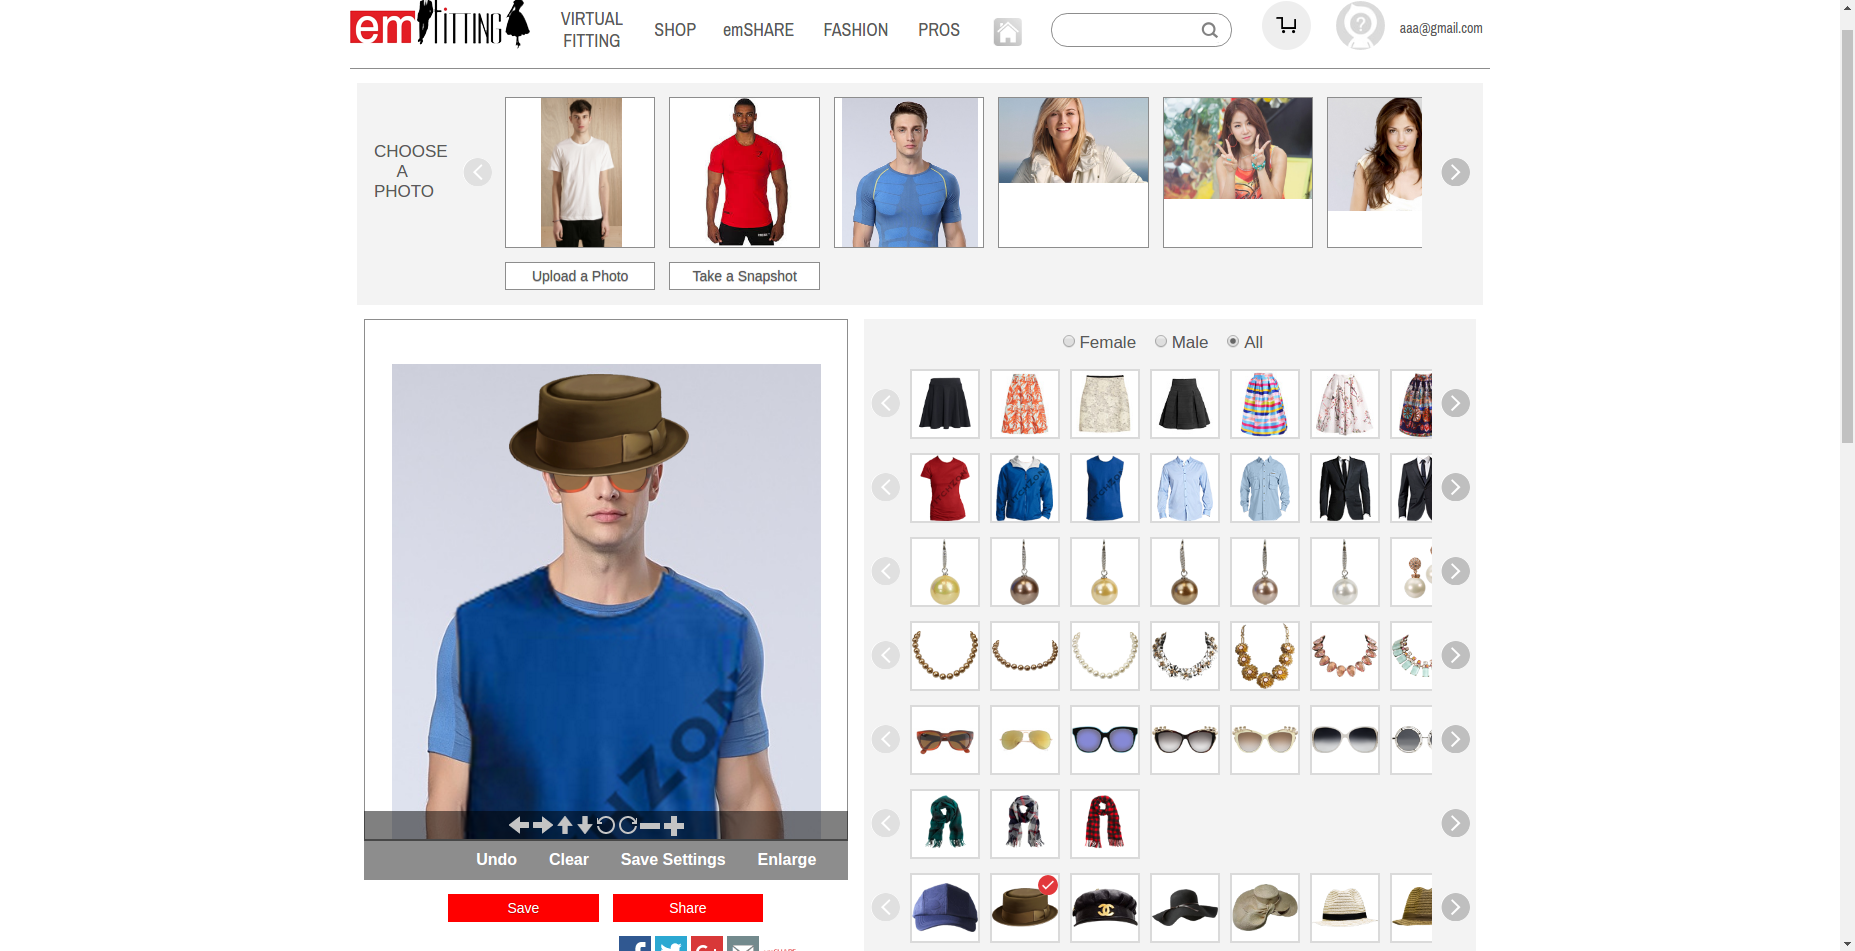 emfITTING
VIRTUAL
FITTING
SHOP
emSHARE
FASHION
PROS
aaa@gmail.com
CHOOSE
A
PHOTO
Upload a Photo
Take a Snapshot
Female
Male
All
Undo
Clear
Save Settings
Enlarge
Save
Share